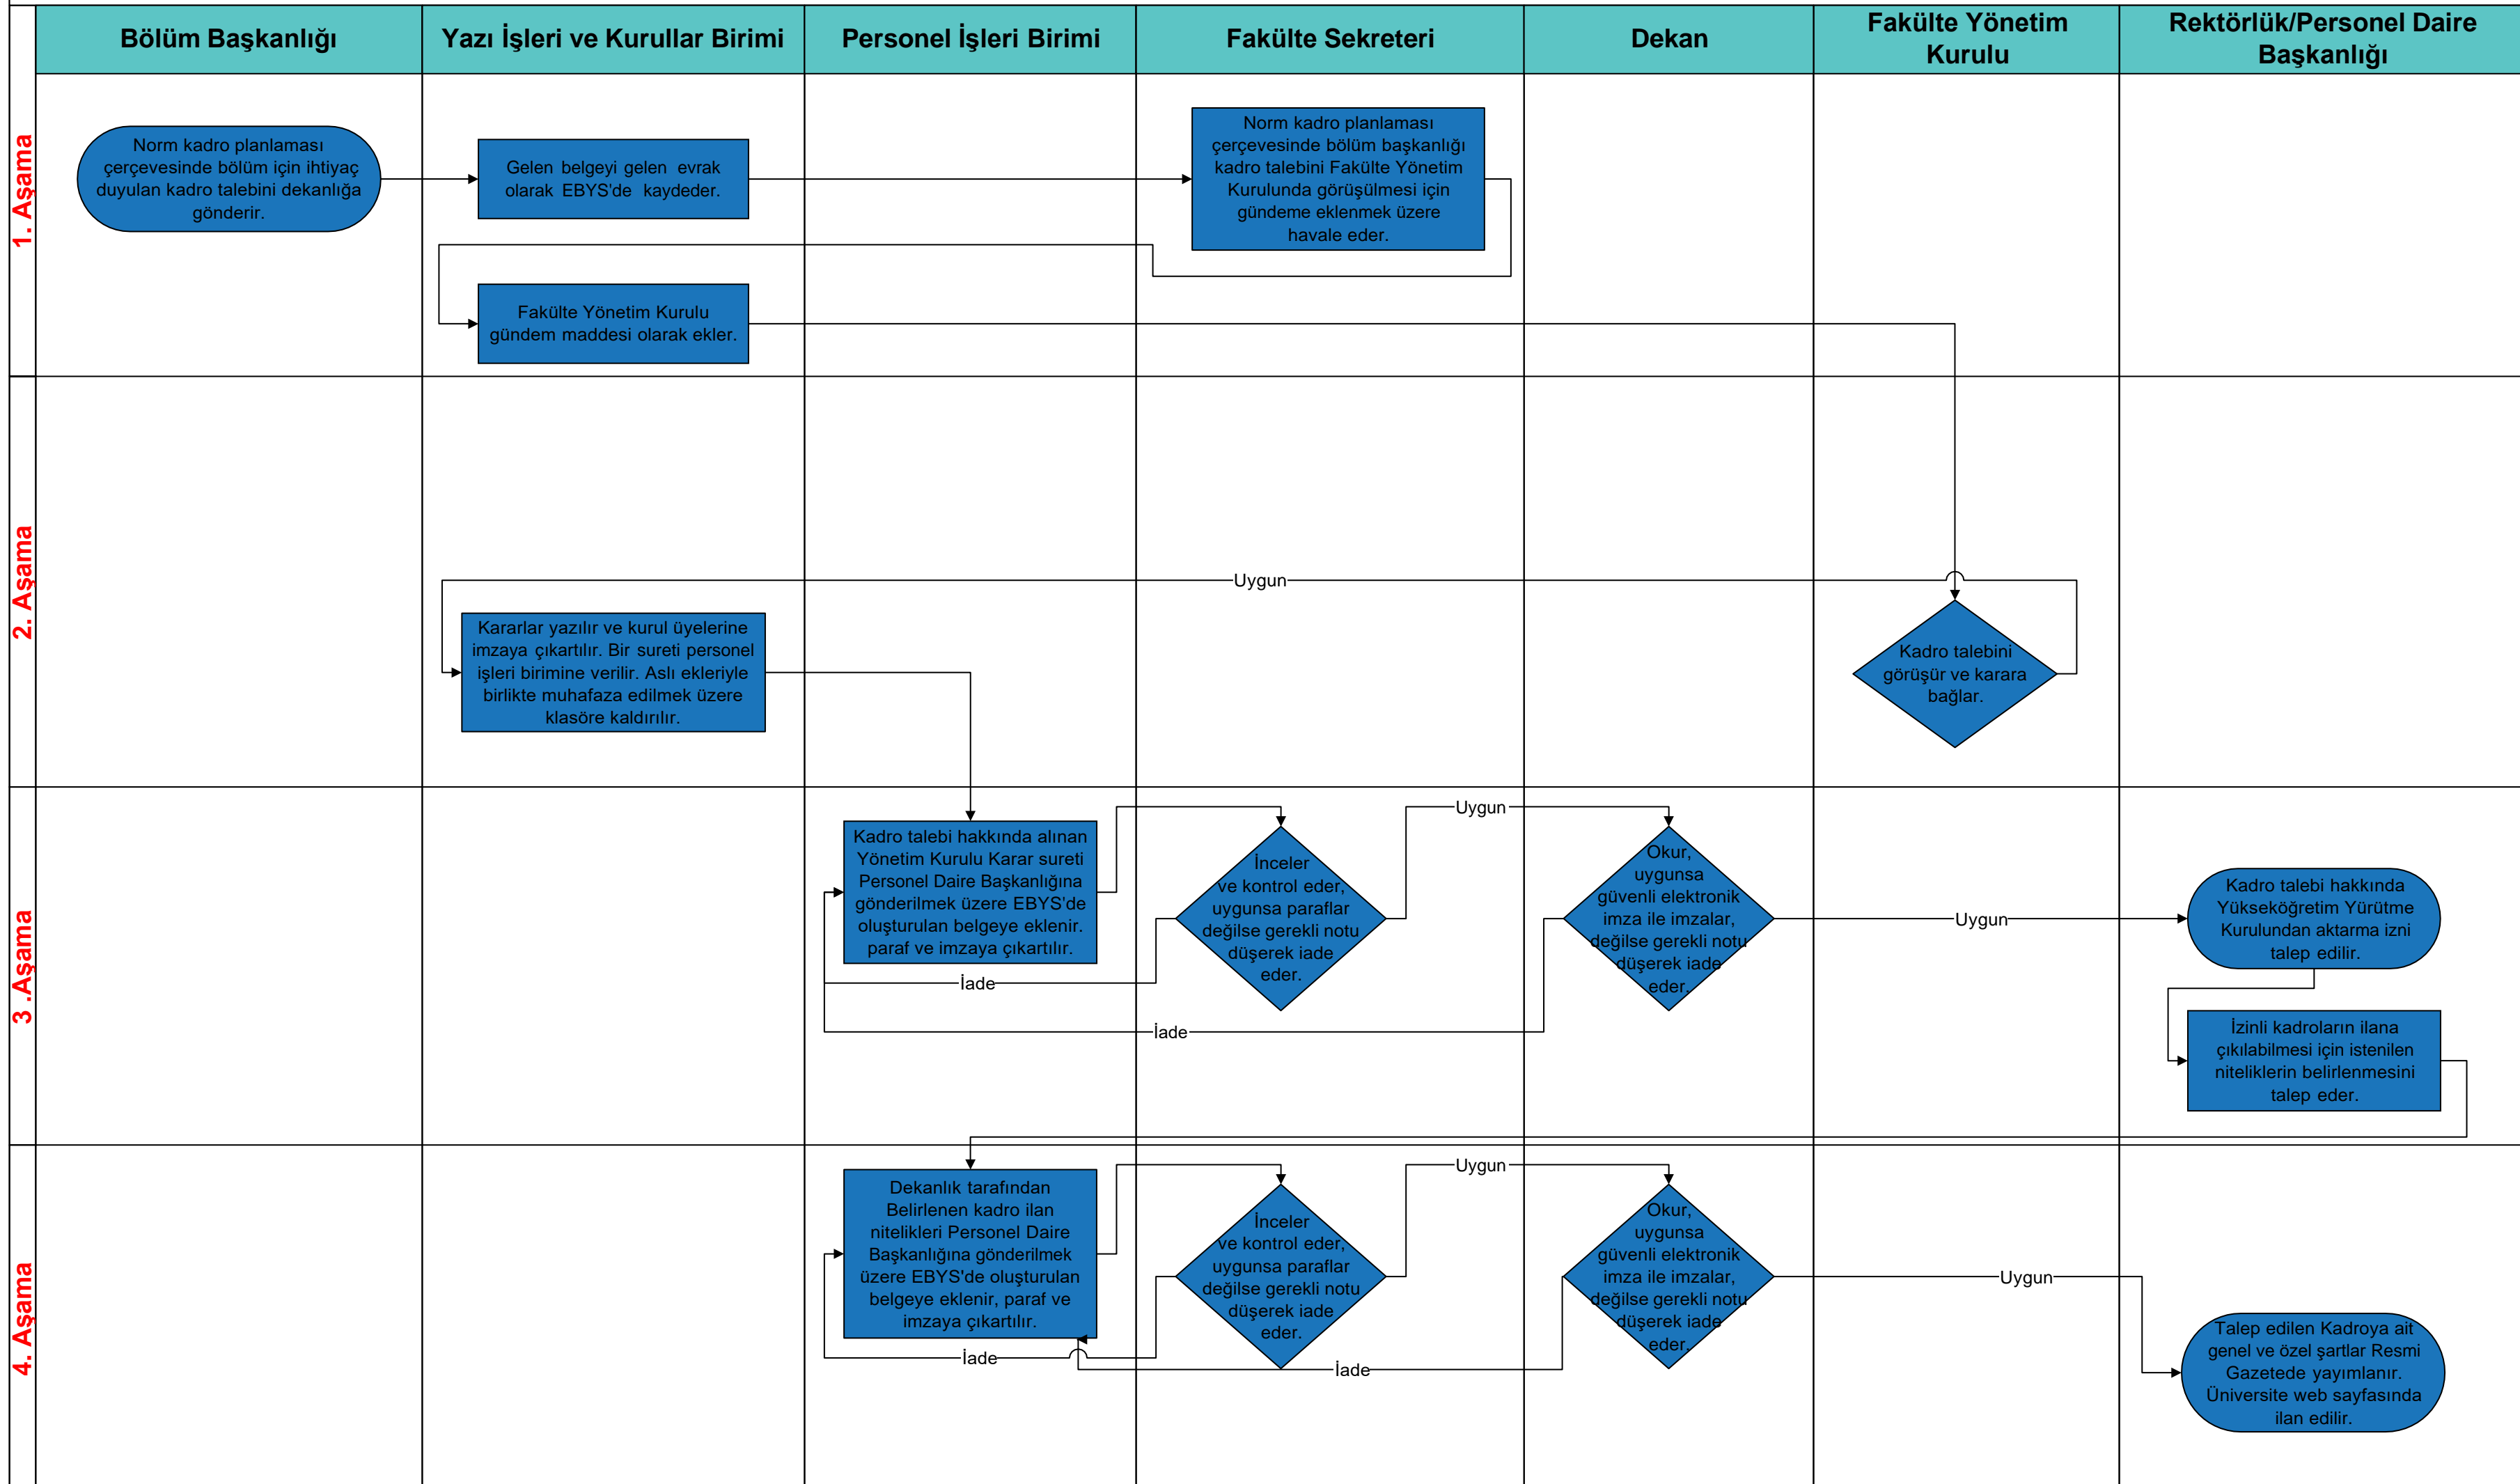 Bölüm Başkanlığı
Yazı İşleri ve Kurullar Birimi
Personel İşleri Birimi
Fakülte Sekreteri
Dekan
Fakülte Yönetim
Kurulu
Rektörlük/Personel Daire
Başkanlığı
1. Aşama
Norm kadro planlaması
çerçevesinde bölüm için ihtiyaç
duyulan kadro talebini dekanlığa
gönderir.
Gelen belgeyi gelen evrak
olarak EBYS'de kaydeder.
Norm kadro planlaması
çerçevesinde bölüm başkanlığı
kadro talebini Fakülte Yönetim
Kurulunda görüşülmesi için
gündeme eklenmek üzere
havale eder.
Fakülte Yönetim Kurulu
gündem maddesi olarak ekler.
2. Aşama
Uygun
Kararlar yazılır ve kurul üyelerine
imzaya çıkartılır. Bir sureti personel
işleri birimine verilir. Aslı ekleriyle
birlikte muhafaza edilmek üzere
klasöre kaldırılır.
Kadro talebini
görüşür ve karara
bağlar.
3 .Aşama
Kadro talebi hakkında alınan
Yönetim Kurulu Karar sureti
Personel Daire Başkanlığına
gönderilmek üzere EBYS'de
oluşturulan belgeye eklenir.
paraf ve imzaya çıkartılır.
İnceler
ve kontrol eder,
uygunsa paraflar
değilse gerekli notu
düşerek iade
eder.
Uygun
Okur,
uygunsa
güvenli elektronik
imza ile imzalar,
değilse gerekli notu
düşerek iade
eder.
Uygun
Kadro talebi hakkında
Yükseköğretim Yürütme
Kurulundan aktarma izni
talep edilir.
İade
İade
İzinli kadroların ilana
çıkılabilmesi için istenilen
niteliklerin belirlenmesini
talep eder.
4. Aşama
Dekanlık tarafından
Belirlenen kadro ilan
nitelikleri Personel Daire
Başkanlığına gönderilmek
üzere EBYS'de oluşturulan
belgeye eklenir, paraf ve
imzaya çıkartılır.
İnceler
ve kontrol eder,
uygunsa paraflar
değilse gerekli notu
düşerek iade
eder.
Uygun
Okur,
uygunsa
güvenli elektronik
imza ile imzalar,
değilse gerekli notu
düşerek iade
eder.
Uygun
İade
İade
Talep edilen Kadroya ait
genel ve özel şartlar Resmi
Gazetede yayımlanır.
Üniversite web sayfasında
ilan edilir.